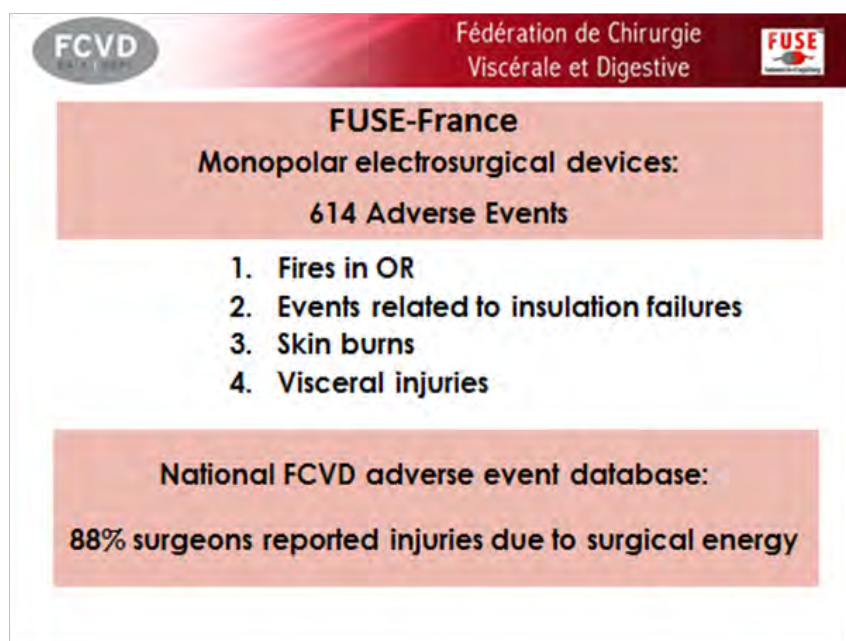 FCVD
Fédération de Chirurgie
Viscérale et Digestive
FUSE
FUSE-France
Monopolar electrosurgical devices:
614 Adverse Events
1. Fires in OR
2. Events related to insulation failures
3. Skin burns
4. Visceral injuries
National FCVD adverse event database:
88% surgeons reported injuries due to surgical energy